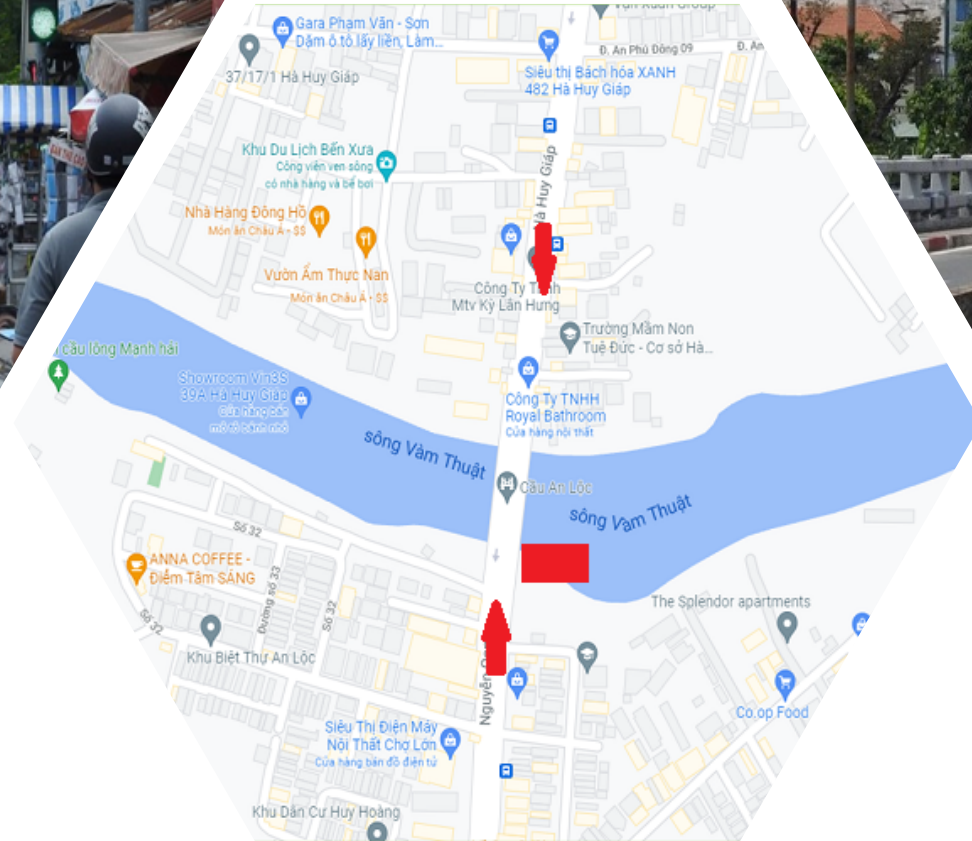 Văn Xuân Group
Gara Phạm Văn - Sơn
Dặm ô tô lấy liền, Làm...
Đ. An Phú Đông 09
Đ. An
37/17/1 Hà Huy Giáp
Siêu thị Bách hóa XANH
482 Hà Huy Giáp
Khu Du Lịch Bến Xưa
Công viên ven sông
có nhà hàng và bể bơi
Hà Huy Giáp
Nhà Hàng Đông Hồ
Món ăn Châu Á - $$
Vườn Ẩm Thực Nan
Món ăn Châu Á - $$
Công Ty Tnhh
Mtv Kỳ Lân Hưng
Trường Mầm Non
Tuệ Đức - Cơ sở Hà...
cầu lông Mạnh hải
Showroom Vin3S
39A Hà Huy Giáp
Cửa hàng bán
mô tô bánh nhỏ
Công Ty TNHH
Royal Bathroom
Cửa hàng nội thất
sông Vàm Thuật
Cầu An Lộc
sông Vàm Thuật
Số 32
ANNA COFFEE -
Điểm Tâm SÁNG
Đường số 33
Số 32
Số 32
The Splendor apartments
Khu Biệt Thự An Lộc
Nguyễn
Co.op Food
Siêu Thị Điện Máy
Nội Thất Chợ Lớn
Cửa hàng bán đồ điện tử
Khu Dân Cư Huy Hoàng